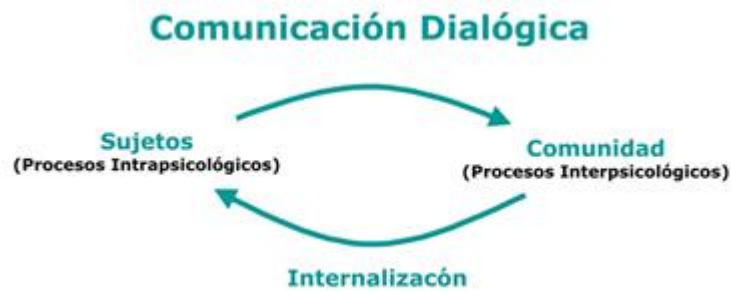 Comunicación Dialógica
Sujetos
(Procesos Intrapsicológicos)
Comunidad
(Procesos Interpsicológicos)
Internalizacón